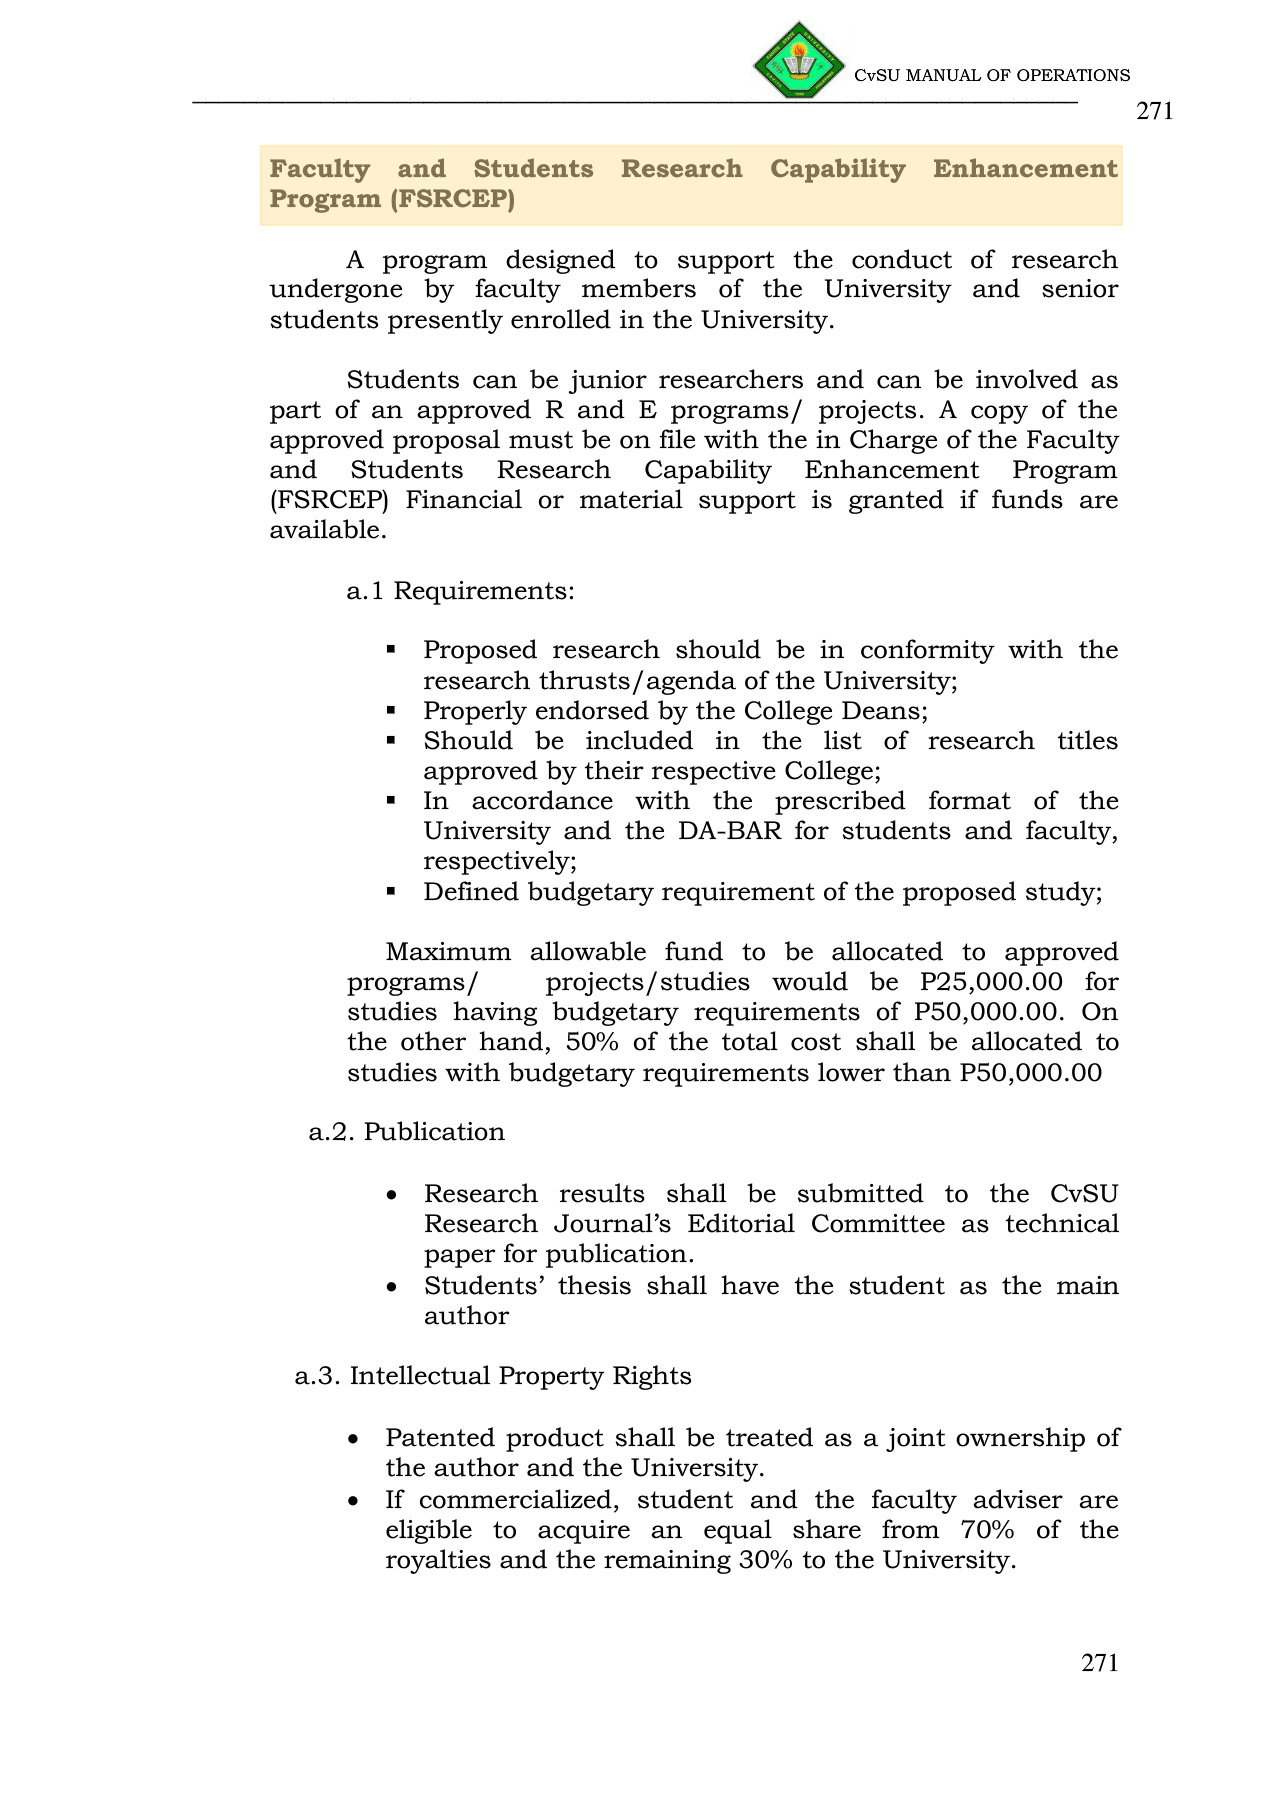 CvSU MANUAL OF OPERATIONS
271
Faculty and Students Research Capability Enhancement
Program (FSRCEP)
A program designed to support the conduct of research
undergone by faculty members of the University and senior
students presently enrolled in the University.
Students can be junior researchers and can be involved as
part of an approved R and E programs/ projects. A copy of the
approved proposal must be on file with the in Charge of the Faculty
and Students Research Capability Enhancement Program
(FSRCEP) Financial or material support is granted if funds are
available.
a.1 Requirements:
▪ Proposed research should be in conformity with the
research thrusts/agenda of the University;
▪ Properly endorsed by the College Deans;
▪ Should be included in the list of research titles
approved by their respective College;
▪ In accordance with the prescribed format of the
University and the DA-BAR for students and faculty,
respectively;
▪ Defined budgetary requirement of the proposed study;
Maximum allowable fund to be allocated to approved
programs/ projects/studies would be P25,000.00 for
studies having budgetary requirements of P50,000.00. On
the other hand, 50% of the total cost shall be allocated to
studies with budgetary requirements lower than P50,000.00
a.2. Publication
• Research results shall be submitted to the CvSU
Research Journal’s Editorial Committee as technical
paper for publication.
• Students’ thesis shall have the student as the main
author
a.3. Intellectual Property Rights
• Patented product shall be treated as a joint ownership of
the author and the University.
• If commercialized, student and the faculty adviser are
eligible to acquire an equal share from 70% of the
royalties and the remaining 30% to the University.
271